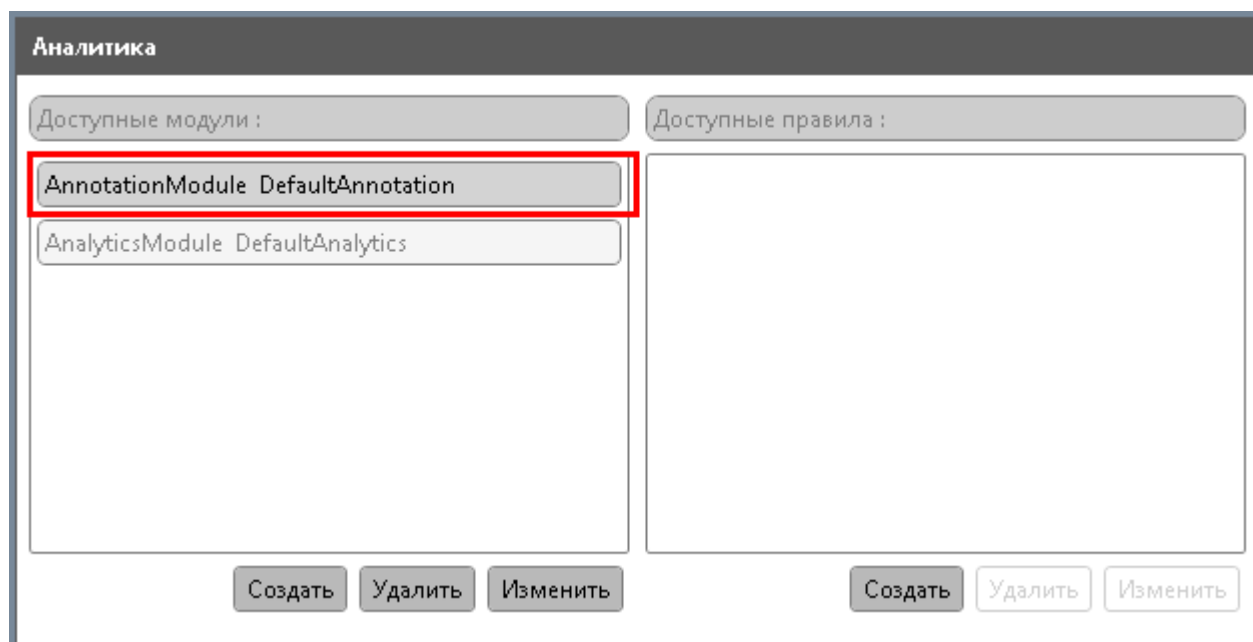 Аналитика
Доступные модули :
Доступные правила :
AnnotationModule DefaultAnnotation
AnalyticsModule DefaultAnalytics
Создать Удалить Изменить
Создать Удалить Изменить